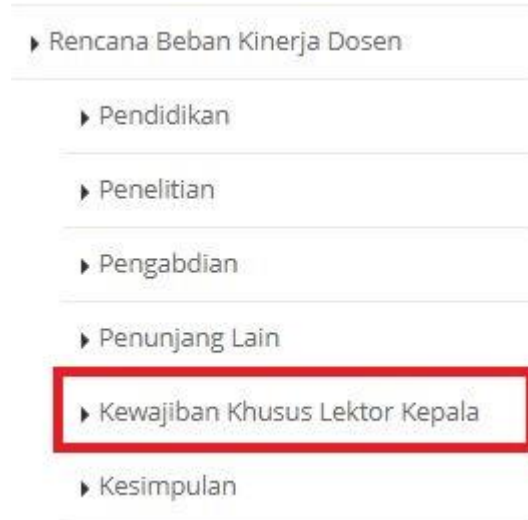 Rencana Beban Kinerja Dosen
Pendidikan
Penelitian
Pengabdian
Penunjang Lain
Kewajiban Khusus Lektor Kepala
Kesimpulan